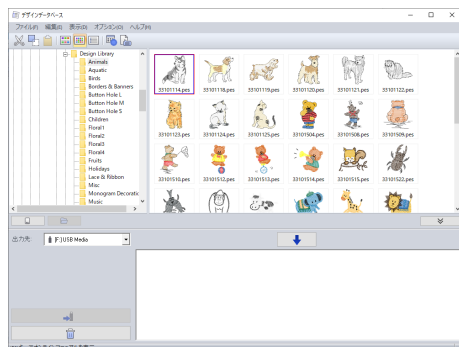 デザインデータベース
ファイル(F) 編集(E) 表示(D) オプション(O) ヘルプ(H)
Design Library
Animals
Aquatic
Birds
Borders & Banners
Button Hole L
Button Hole M
Button Hole S
Children
Floral1
Floral2
Floral3
Floral4
Fruits
Holidays
Lace & Ribbon
Misc
Monogram Decoratic
Music
33101114.pes 33101118.pes 33101119.pes 33101120.pes 33101121.pes 33101122.pes
33101123.pes 33101124.pes 33101125.pes 33101504.pes 33101506.pes 33101509.pes
33101510.pes 33101512.pes 33101513.pes 33101514.pes 33101515.pes 33101522.pes
出力先: (F:)USB Media